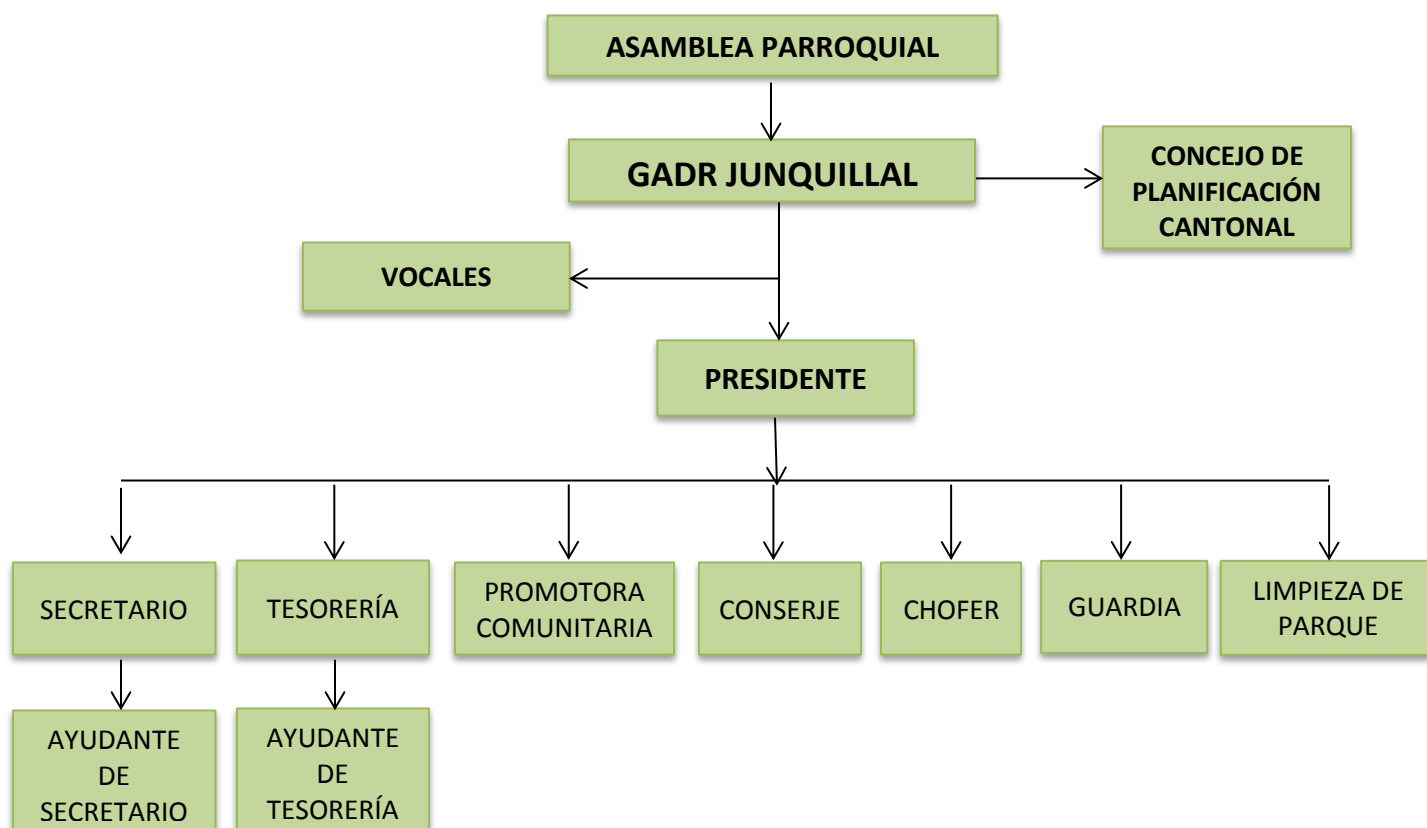 ASAMBLEA PARROQUIAL
GADR JUNQUILLAL
CONCEJO DE
PLANIFICACIÓN
CANTONAL
VOCALES
PRESIDENTE
SECRETARIO
TESORERÍA
PROMOTORA
COMUNITARIA
CONSERJE
CHOFER
GUARDIA
LIMPIEZA DE
PARQUE
AYUDANTE
DE
SECRETARIO
AYUDANTE
DE
TESORERÍA